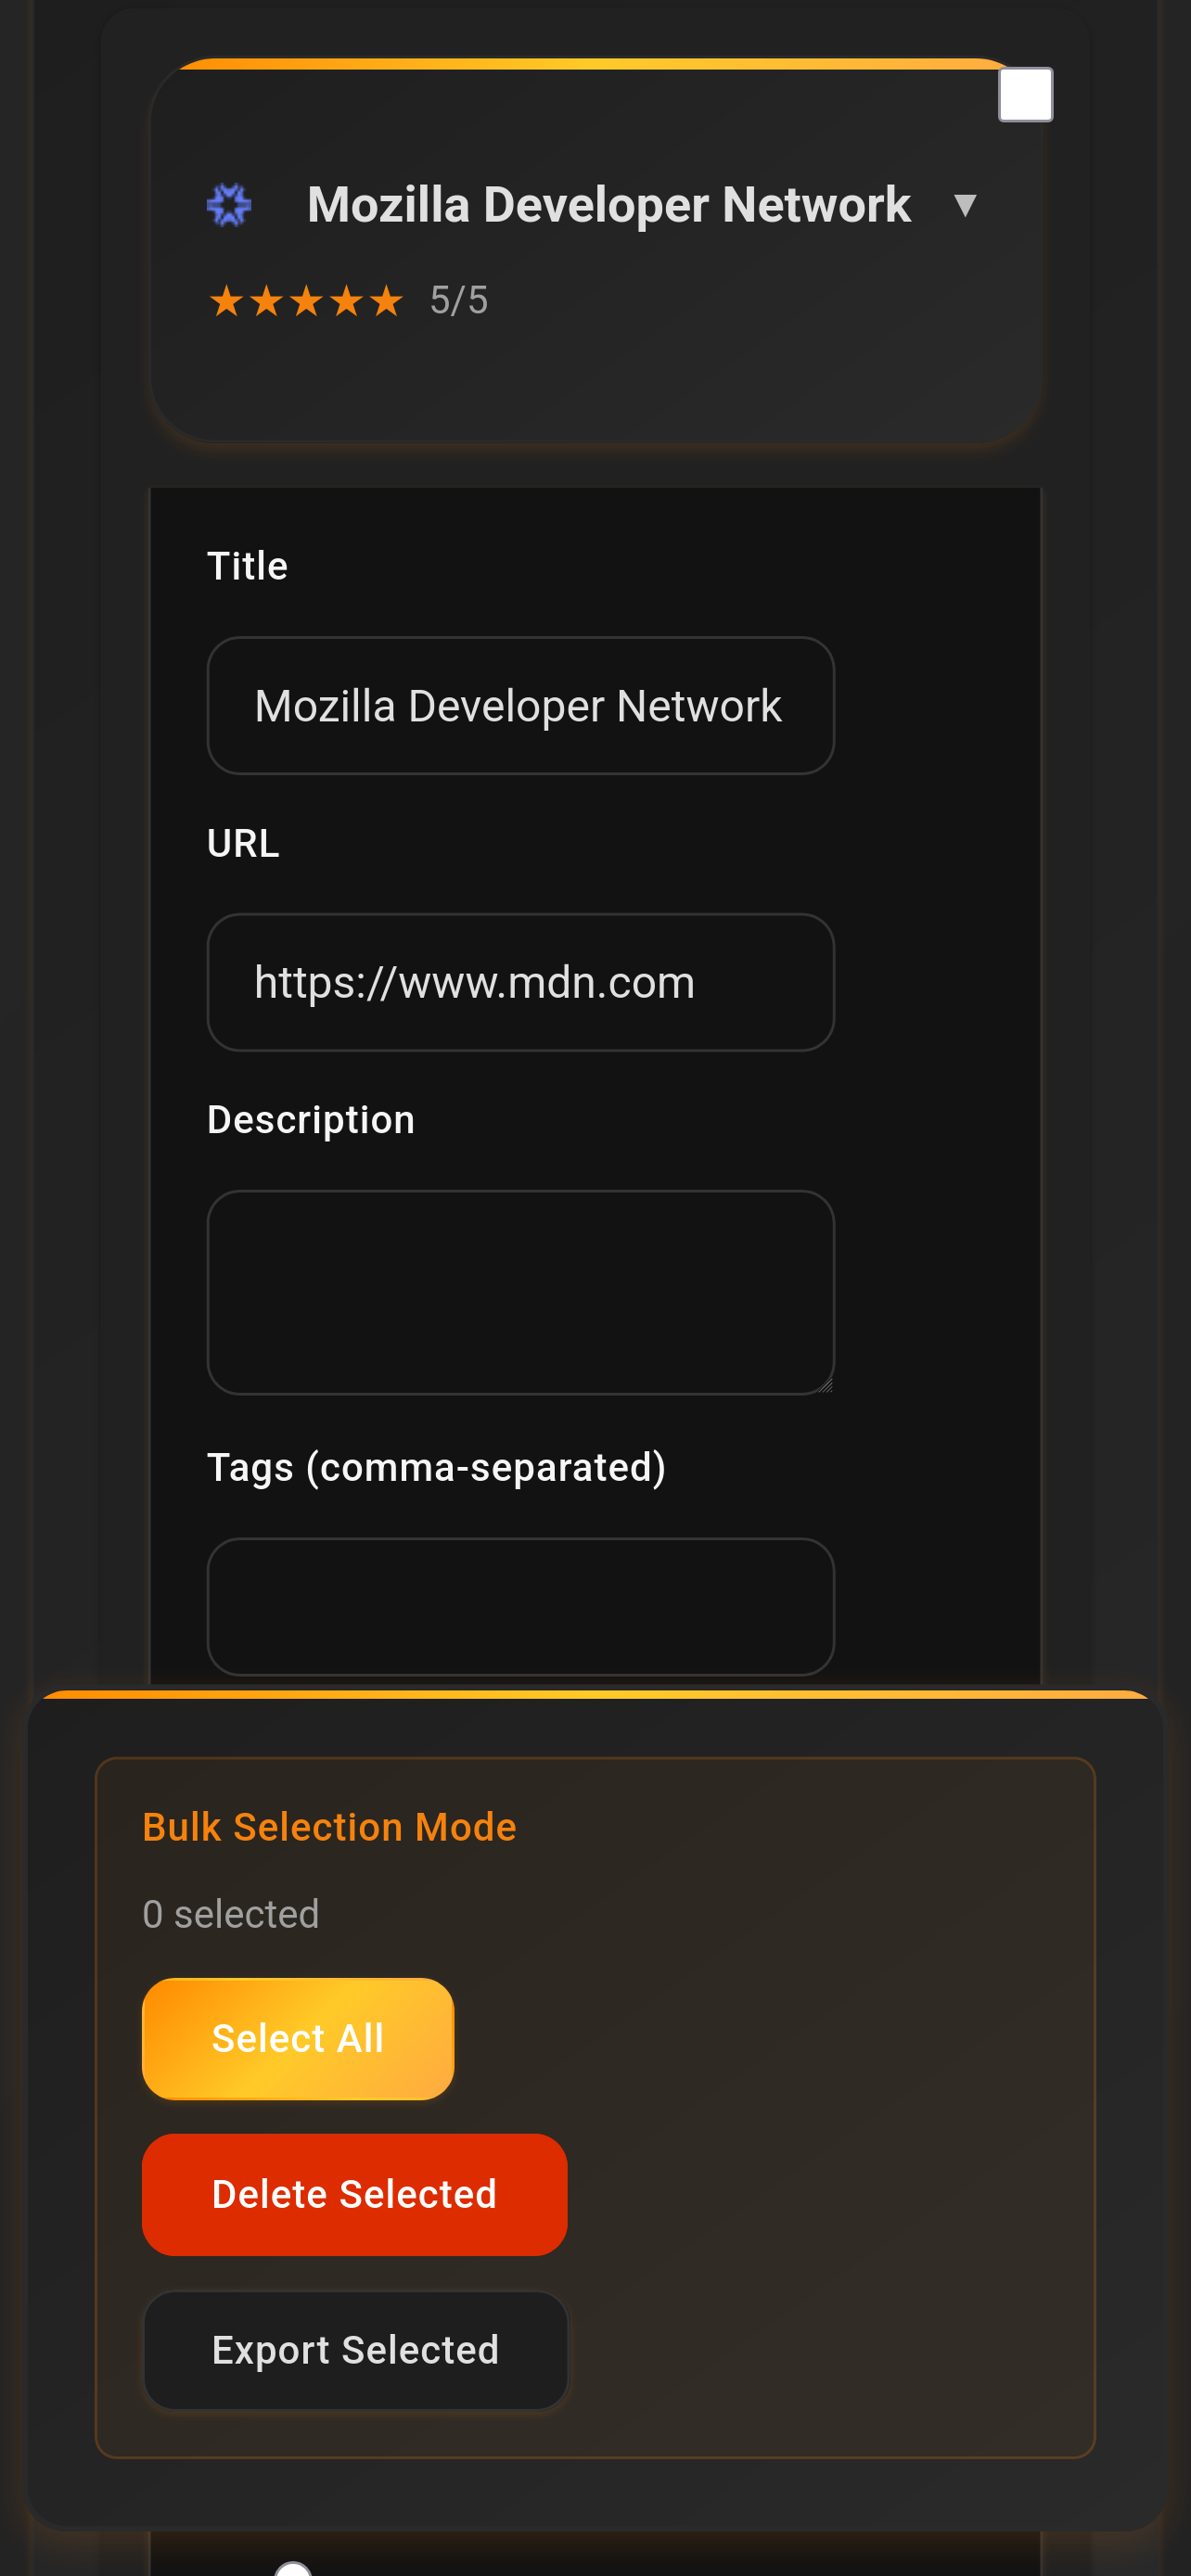 Mozilla Developer Network ▼
★★★★★ 5/5
Title
Mozilla Developer Network
URL
https://www.mdn.com
Description
Tags (comma-separated)
Bulk Selection Mode
0 selected
Select All
Delete Selected
Export Selected